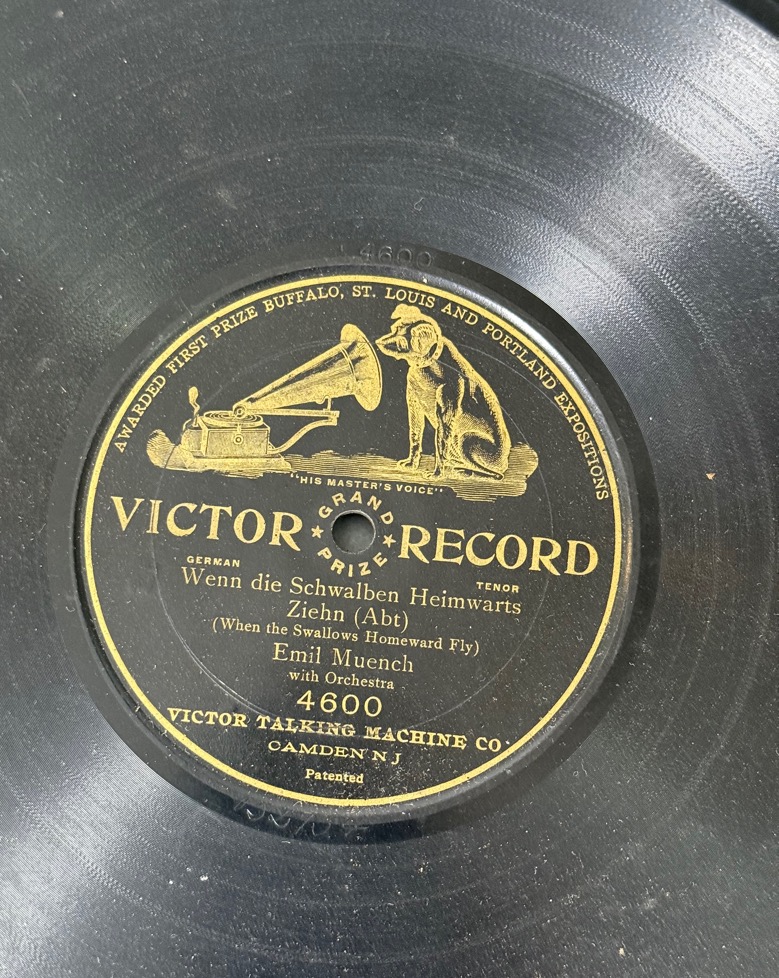 4600
AWARDED FIRST PRIZE BUFFALO, ST. LOUIS AND PORTLAND EXPOSITIONS
"HIS MASTER'S VOICE"
VICTOR RECORD
GRAND PRIZE
GERMAN
TENOR
Wenn die Schwalben Heimwarts
Ziehn (Abt)
(When the Swallows Homeward Fly)
Emil Muench
with Orchestra
4600
VICTOR TALKING MACHINE CO.
CAMDEN N J
Patented